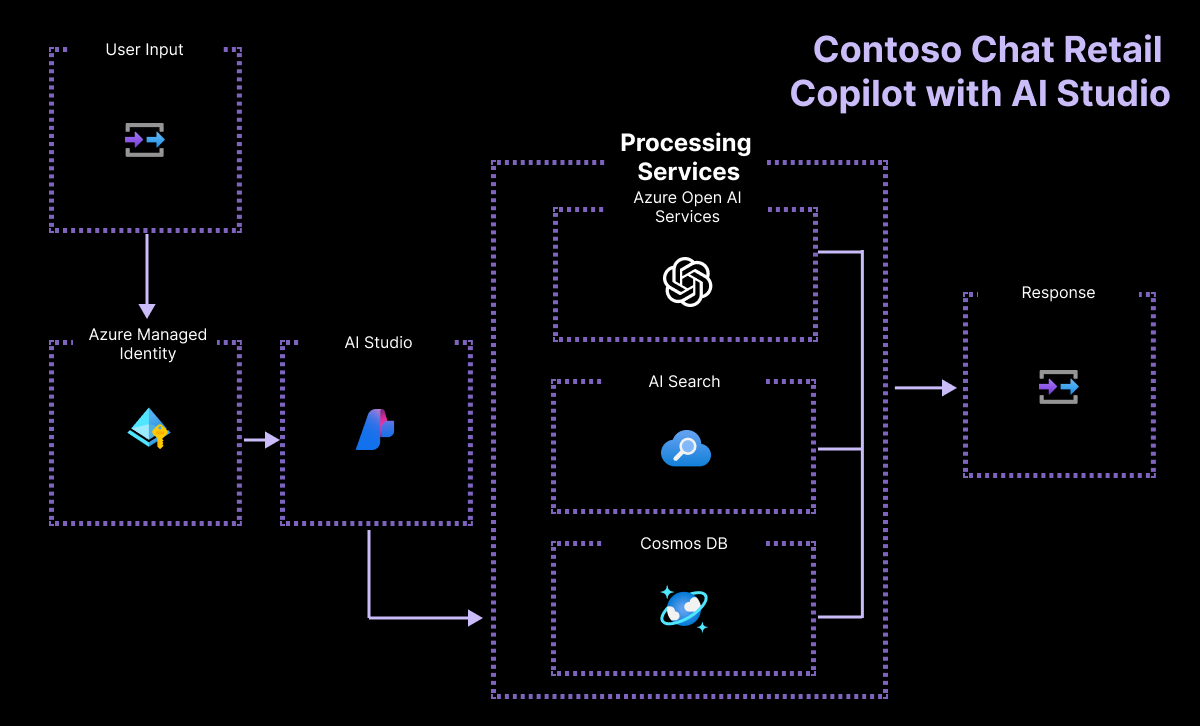 Contoso Chat Retail
Copilot with AI Studio
User Input
Azure Managed
Identity
AI Studio
Processing
Services
Azure Open AI
Services
AI Search
Cosmos DB
Response